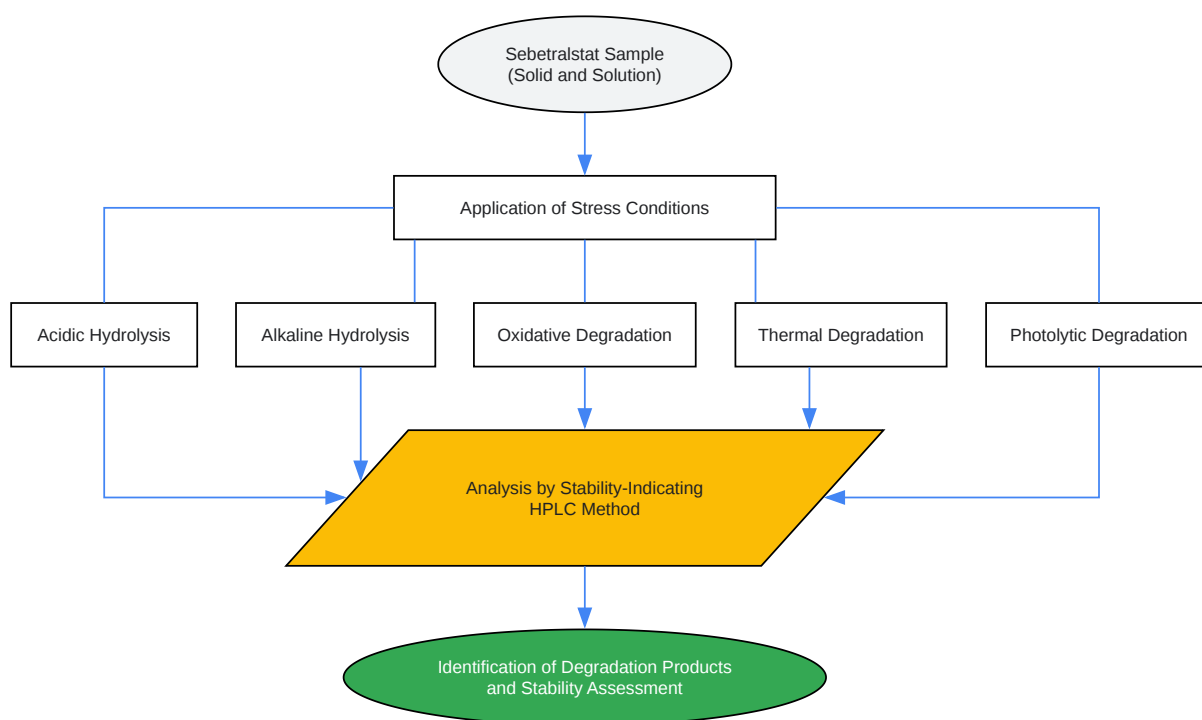 Sebetralstat Sample
(Solid and Solution)
Application of Stress Conditions
Acidic Hydrolysis
Alkaline Hydrolysis
Oxidative Degradation
Thermal Degradation
Photolytic Degradation
Analysis by Stability-Indicating
HPLC Method
Identification of Degradation Products
and Stability Assessment